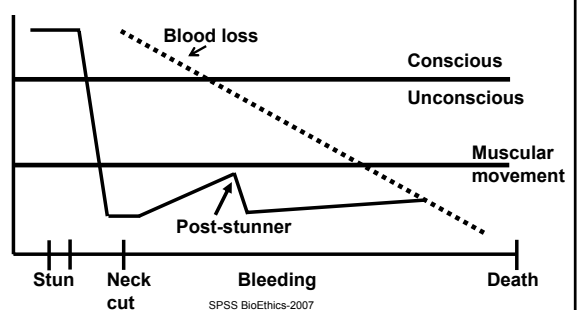 Blood loss
Conscious
Unconscious
Muscular
movement
Post-stunner
Stun
Neck
cut
Bleeding
Death
SPSS BioEthics-2007